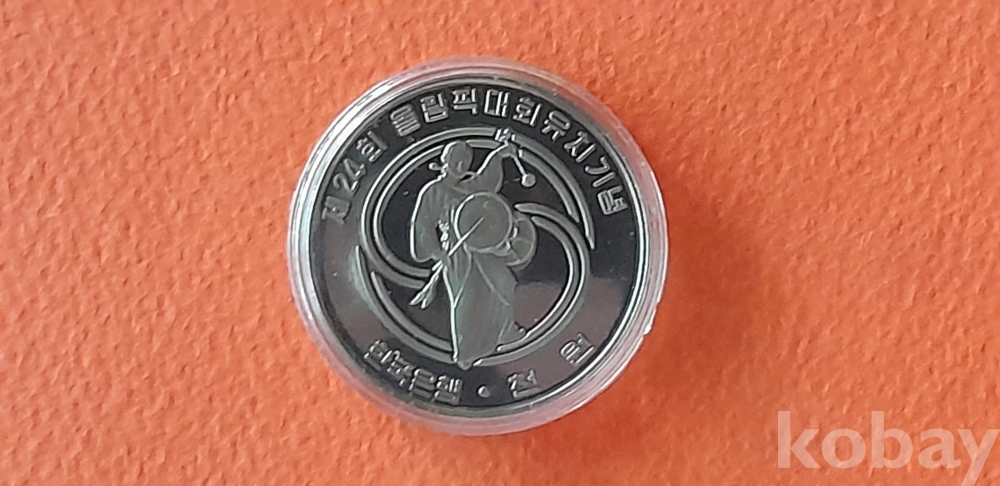 제24회 올림픽대회유치기념
한국은행 · 천원
kobay